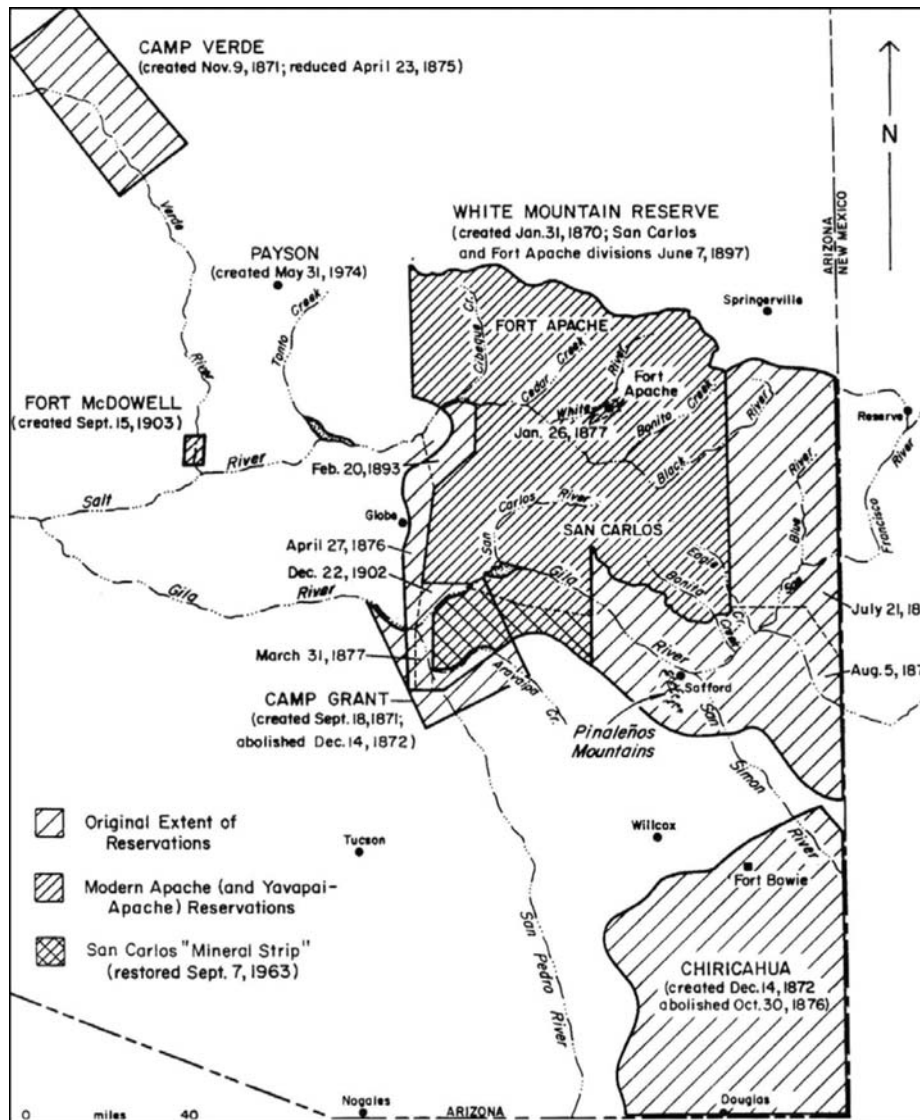 CAMP VERDE
(created Nov. 9, 1871; reduced April 23, 1875)
N
Verde
River
WHITE MOUNTAIN RESERVE
(created Jan. 31, 1870; San Carlos
and Fort Apache divisions June 7, 1897)
ARIZONA
NEW MEXICO
PAYSON
(created May 31, 1974)
Tonto Creek
Springerville
FORT APACHE
Cibeque Cr.
Cedar Creek
White River
Fort
Apache
Bonito Creek
Black River
Jan. 26, 1877
Reserve
River
Francisco
FORT McDOWELL
(created Sept. 15, 1903)
Salt River
Feb. 20, 1893
Globe
San Carlos River
SAN CARLOS
Blue River
San
Eagle
Cr.
Bonita
Creek
April 27, 1876
Dec. 22, 1902
Gila River
Gila River
July 21, 18
March 31, 1877
Aravaipa Cr.
Aug. 5, 187
Safford
CAMP GRANT
(created Sept. 18, 1871;
abolished Dec. 14, 1872)
Pinaleños
Mountains
San Simon River
Original Extent of
Reservations
Tucson
Willcox
Fort Bowie
Modern Apache (and Yavapai-
Apache) Reservations
San Carlos "Mineral Strip"
(restored Sept. 7, 1963)
San Pedro River
CHIRICAHUA
(created Dec. 14, 1872
abolished Oct. 30, 1876)
0 miles 40
Nogales
ARIZONA
Douglas